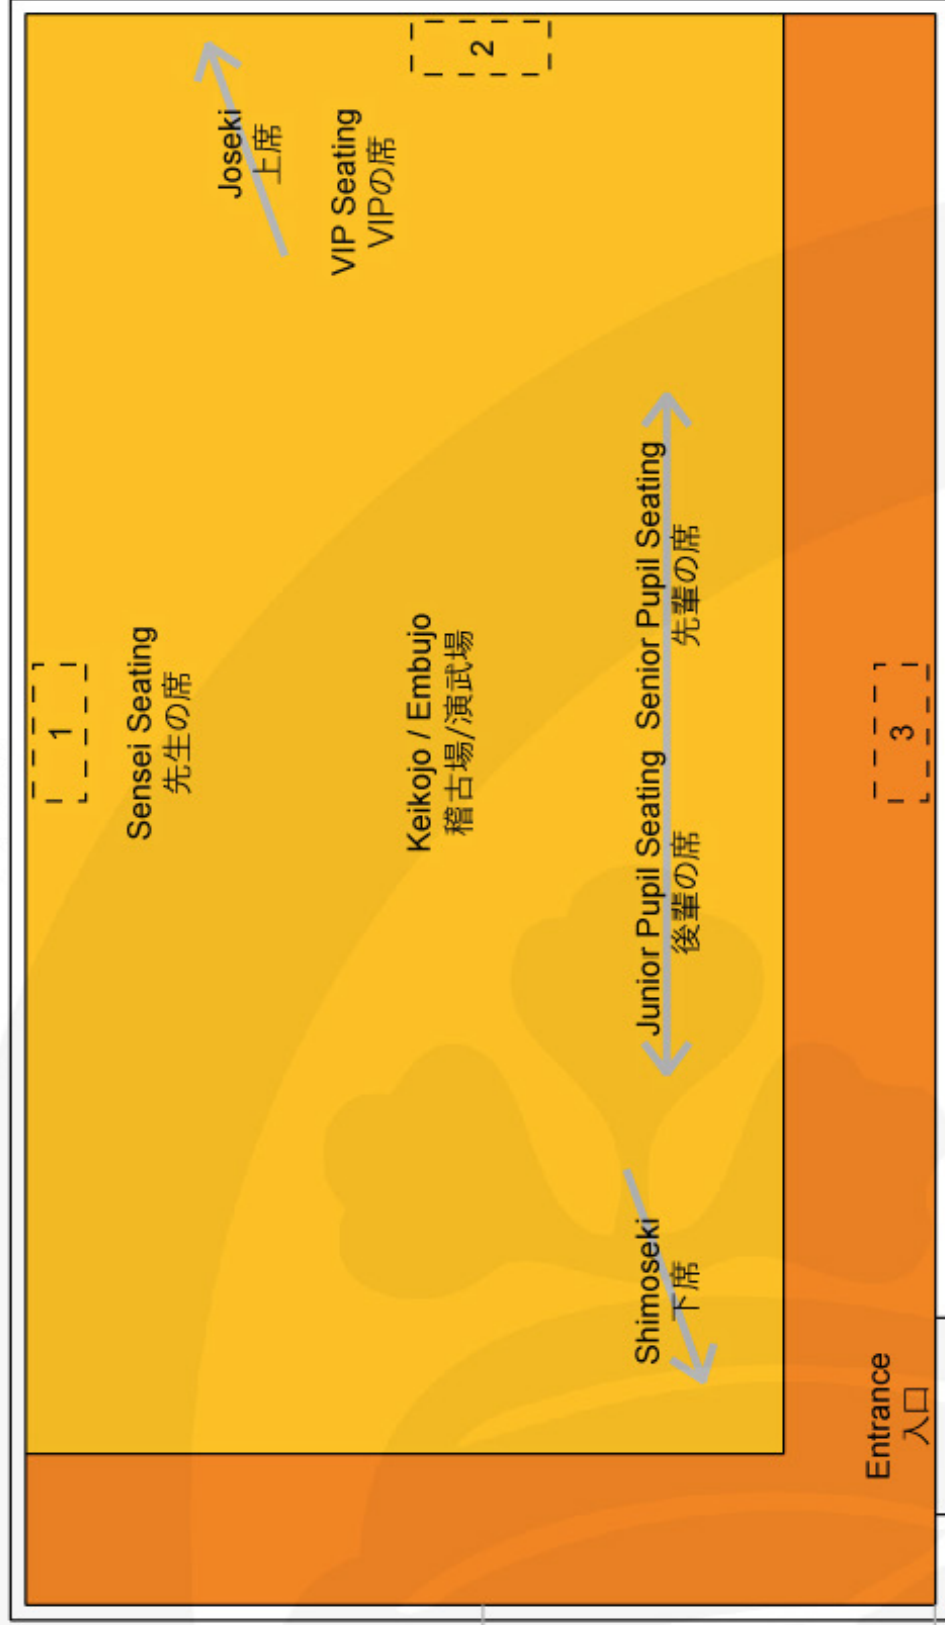 1
Sensei Seating
先生の席
Joseki
上席
VIP Seating
VIPの席
2
Keikojo / Embujo
稽古場/演武場
Junior Pupil Seating
後輩の席
Senior Pupil Seating
先輩の席
Shimoseki
下席
Entrance
入口
3